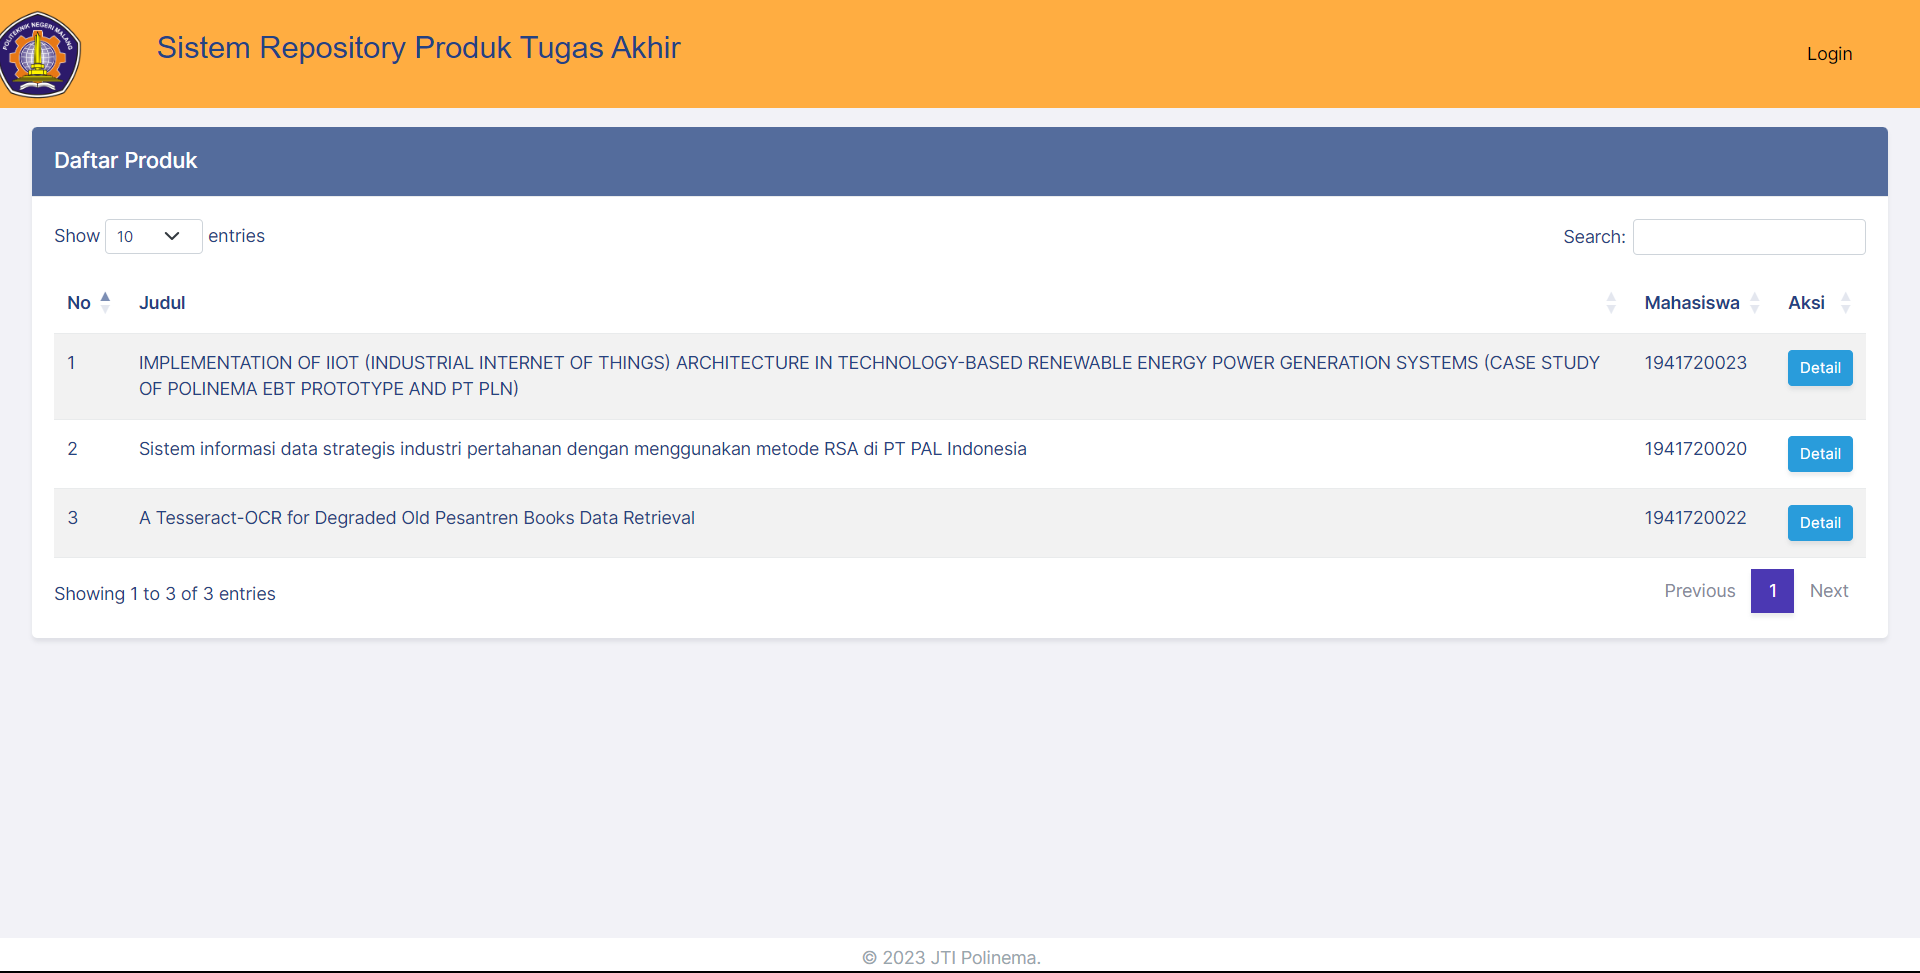 POLITEKNIK NEGERI MALANG
Sistem Repository Produk Tugas Akhir
Login
Daftar Produk
Show 10 entries
Search:
No Judul Mahasiswa Aksi
1 IMPLEMENTATION OF IIOT (INDUSTRIAL INTERNET OF THINGS) ARCHITECTURE IN TECHNOLOGY-BASED RENEWABLE ENERGY POWER GENERATION SYSTEMS (CASE STUDY 1941720023 Detail
OF POLINEMA EBT PROTOTYPE AND PT PLN)
2 Sistem informasi data strategis industri pertahanan dengan menggunakan metode RSA di PT PAL Indonesia 1941720020 Detail
3 A Tesseract-OCR for Degraded Old Pesantren Books Data Retrieval 1941720022 Detail
Showing 1 to 3 of 3 entries
Previous 1 Next
© 2023 JTI Polinema.